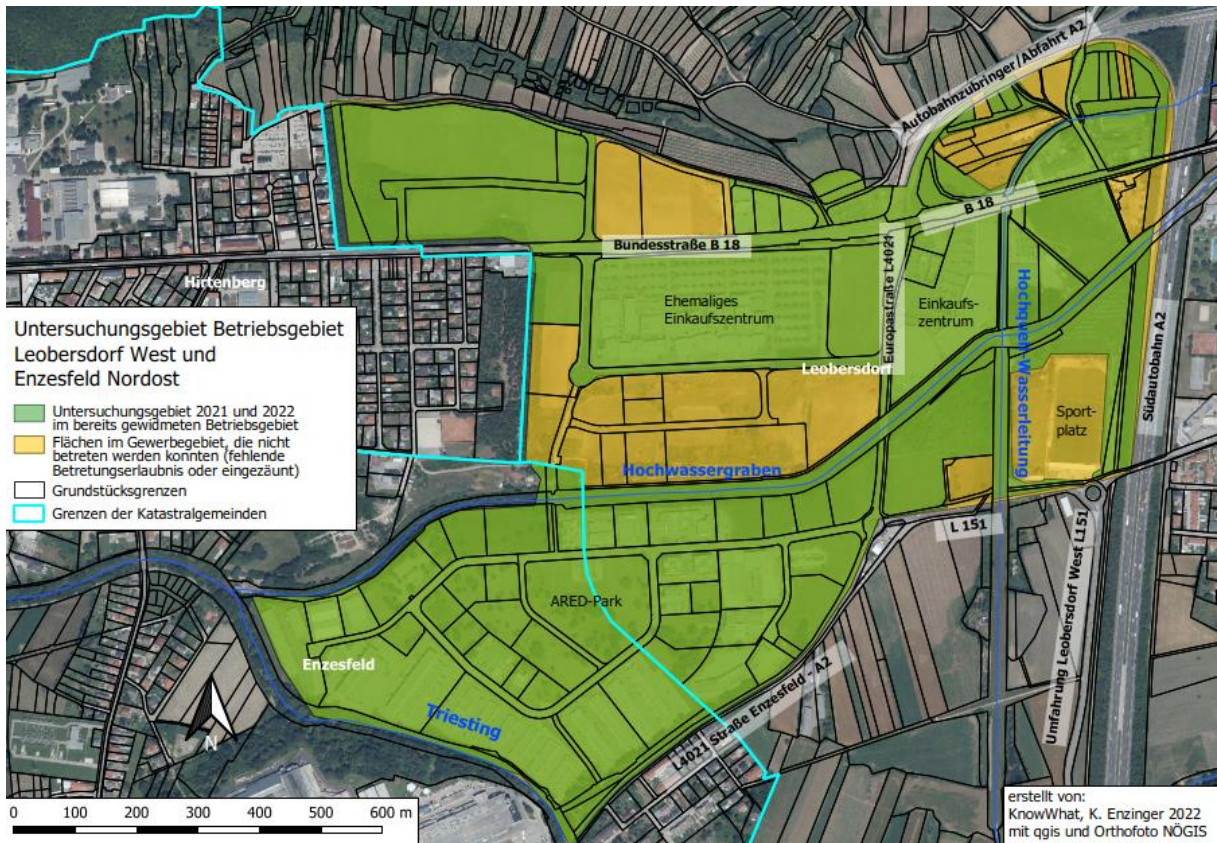 Autobahnzubringer/Abfahrt A2
B 18
Bundesstraße B 18
Europastraße L4021
Hirtenberg
Ehemaliges
Einkaufszentrum
Einkaufs-
zentrum
Hochquell-Wasserleitung
Südautobahn A2
Untersuchungsgebiet Betriebsgebiet
Leobersdorf West und
Enzesfeld Nordost
Untersuchungsgebiet 2021 und 2022
im bereits gewidmeten Betriebsgebiet
Flächen im Gewerbegebiet, die nicht
betreten werden konnten (fehlende
Betretungserlaubnis oder eingezäunt)
Grundstücksgrenzen
Grenzen der Katastralgemeinden
Leobersdorf
Sport-
platz
Hochwassergraben
L 151
Umfahrung Leobersdorf West L151
ARED-Park
Enzesfeld
Triesting
L4021 Straße Enzesfeld - A2
N
0 100 200 300 400 500 600 m
erstellt von:
KnowWhat, K. Enzinger 2022
mit qgis und Orthofoto NÖGIS